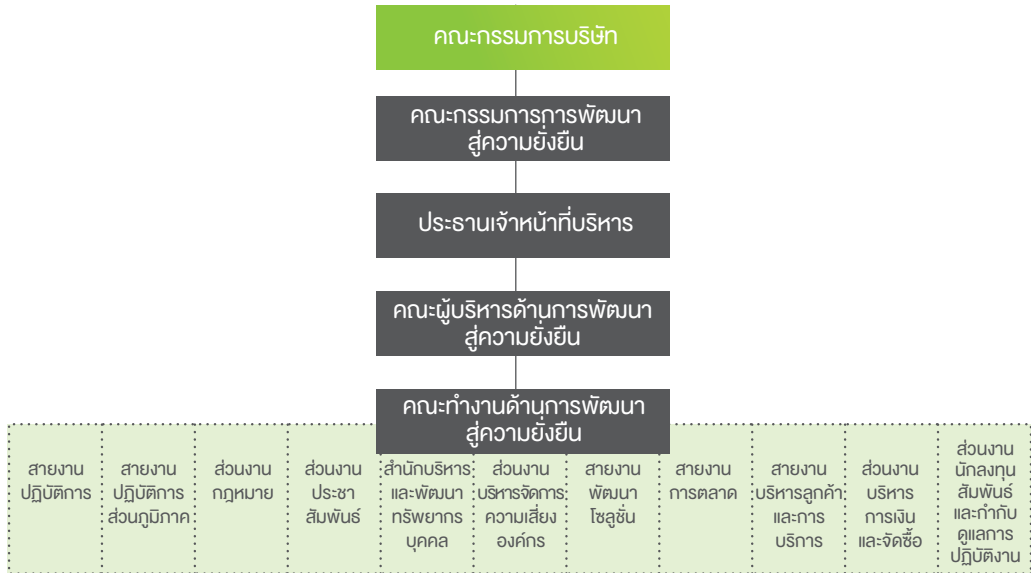 คณะกรรมการบริษัท
คณะกรรมการการพัฒนา
สู่ความยั่งยืน
ประธานเจ้าหน้าที่บริหาร
คณะผู้บริหารด้านการพัฒนา
สู่ความยั่งยืน
คณะทำงานด้านการพัฒนา
สู่ความยั่งยืน
สายงาน
ปฏิบัติการ
สายงาน
ปฏิบัติการ
ส่วนภูมิภาค
ส่วนงาน
กฎหมาย
ส่วนงาน
ประชา
สัมพันธ์
สำนักบริหาร
และพัฒนา
ทรัพยากร
บุคคล
ส่วนงาน
บริหารจัดการ
ความเสี่ยง
องค์กร
สายงาน
พัฒนา
โซลูชั่น
สายงาน
การตลาด
สายงาน
บริหารลูกค้า
และการ
บริการ
ส่วนงาน
บริหาร
การเงิน
และจัดซื้อ
ส่วนงาน
นักลงทุน
สัมพันธ์
และกำกับ
ดูแลการ
ปฏิบัติงาน